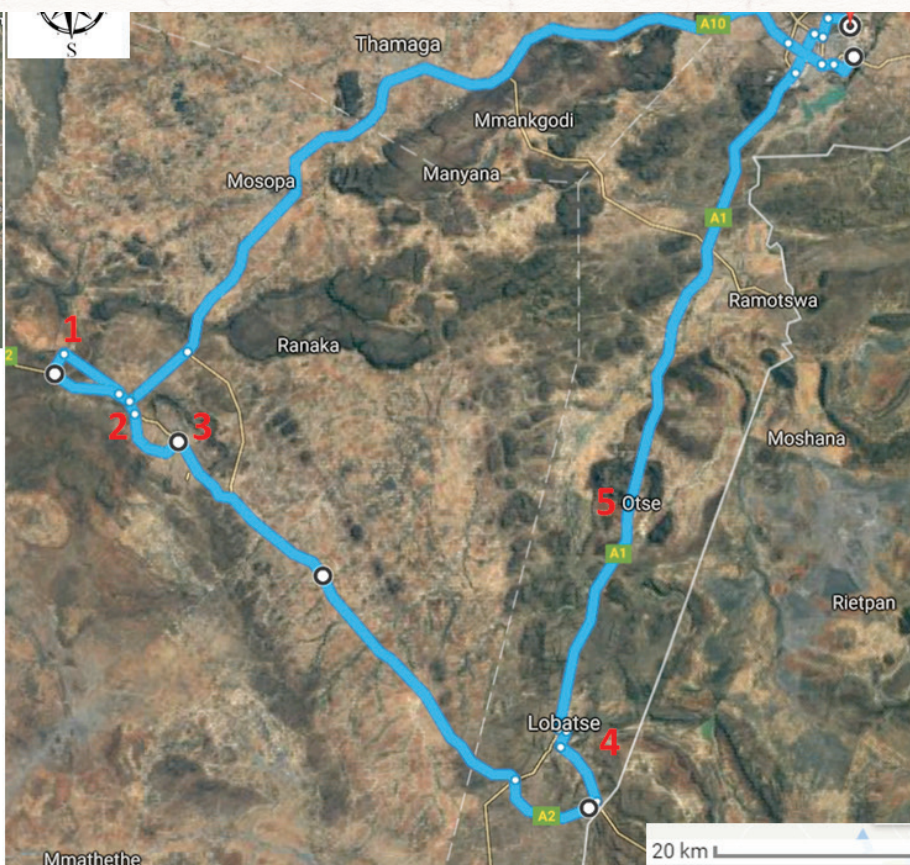 S
A10
Thamaga
Mmankgodi
Manyana
Mosopa
A1
Ramotswa
1
Ranaka
2
2
3
Moshana
5
Otse
A1
Rietpan
Lobatse
4
A2
20 km
Mmathethe